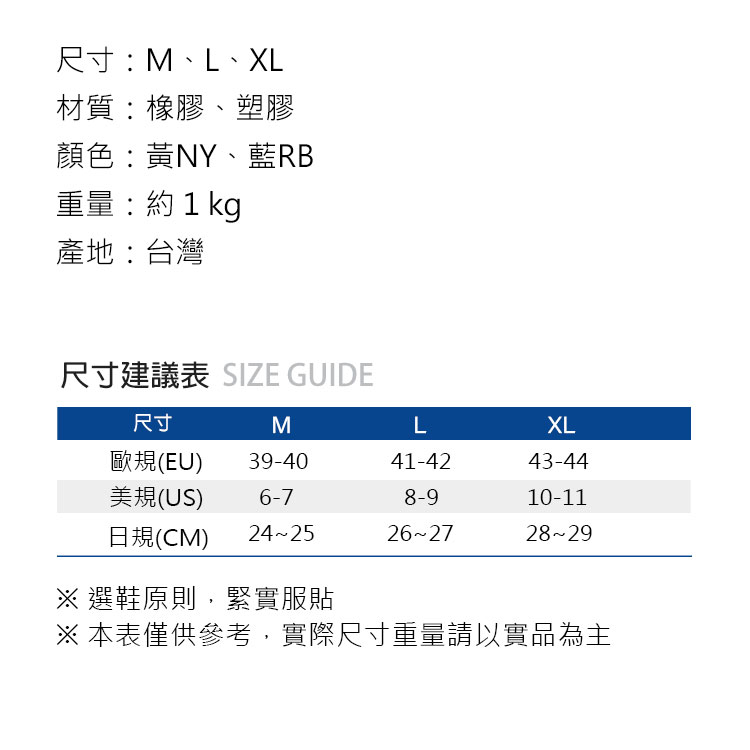 尺寸：M、L、XL
材質：橡膠、塑膠
顏色：黃NY、藍RB
重量：約 1 kg
產地：台灣
尺寸建議表 SIZE GUIDE
尺寸 M L XL
歐規(EU) 39-40 41-42 43-44
美規(US) 6-7 8-9 10-11
日規(CM) 24~25 26~27 28~29
※ 選鞋原則，緊實服貼
※ 本表僅供參考，實際尺寸重量請以實品為主